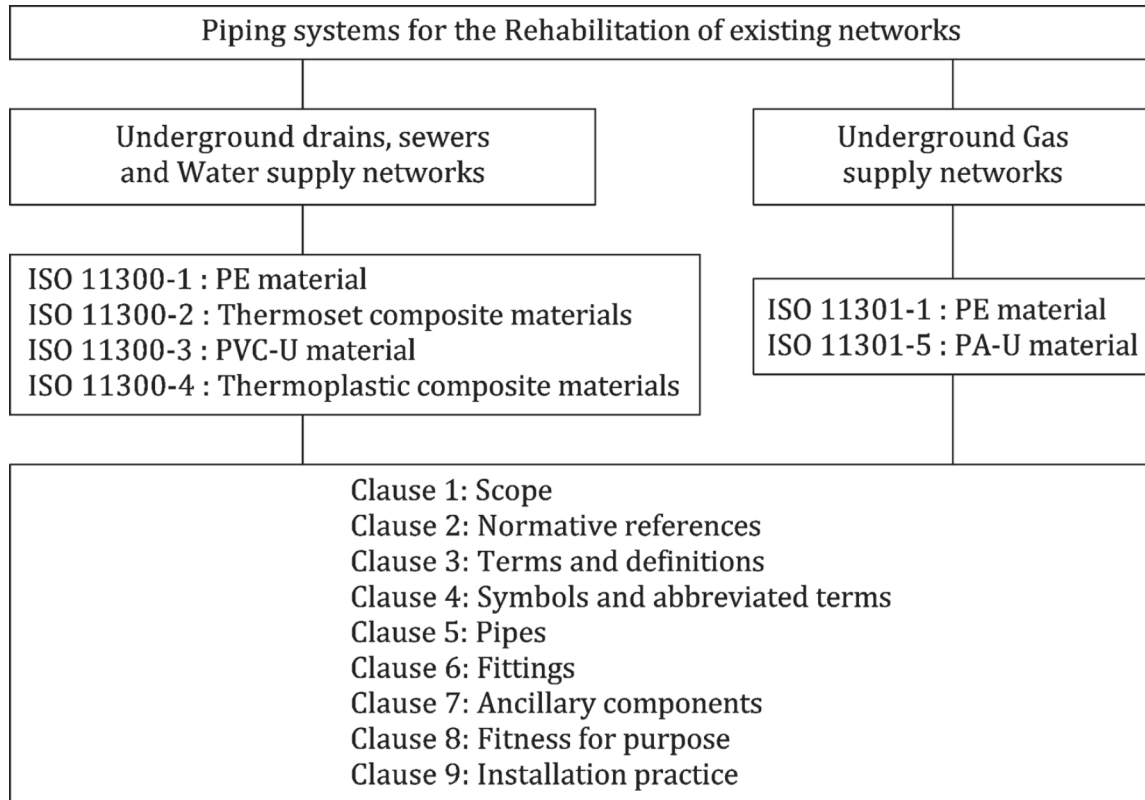 Piping systems for the Rehabilitation of existing networks
Underground drains, sewers
and Water supply networks
Underground Gas
supply networks
ISO 11300-1 : PE material
ISO 11300-2 : Thermoset composite materials
ISO 11300-3 : PVC-U material
ISO 11300-4 : Thermoplastic composite materials
ISO 11301-1 : PE material
ISO 11301-5 : PA-U material
Clause 1: Scope
Clause 2: Normative references
Clause 3: Terms and definitions
Clause 4: Symbols and abbreviated terms
Clause 5: Pipes
Clause 6: Fittings
Clause 7: Ancillary components
Clause 8: Fitness for purpose
Clause 9: Installation practice